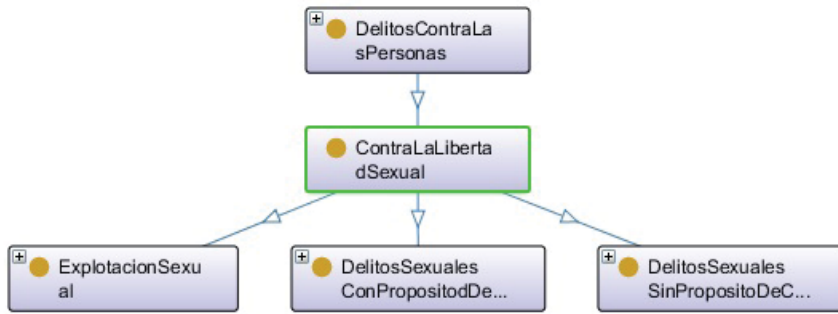 DelitosContraLa
sPersonas
ContraLaLiberta
dSexual
ExplotacionSexu
al
DelitosSexuales
ConPropositodDe...
DelitosSexuales
SinPropositoDeC...